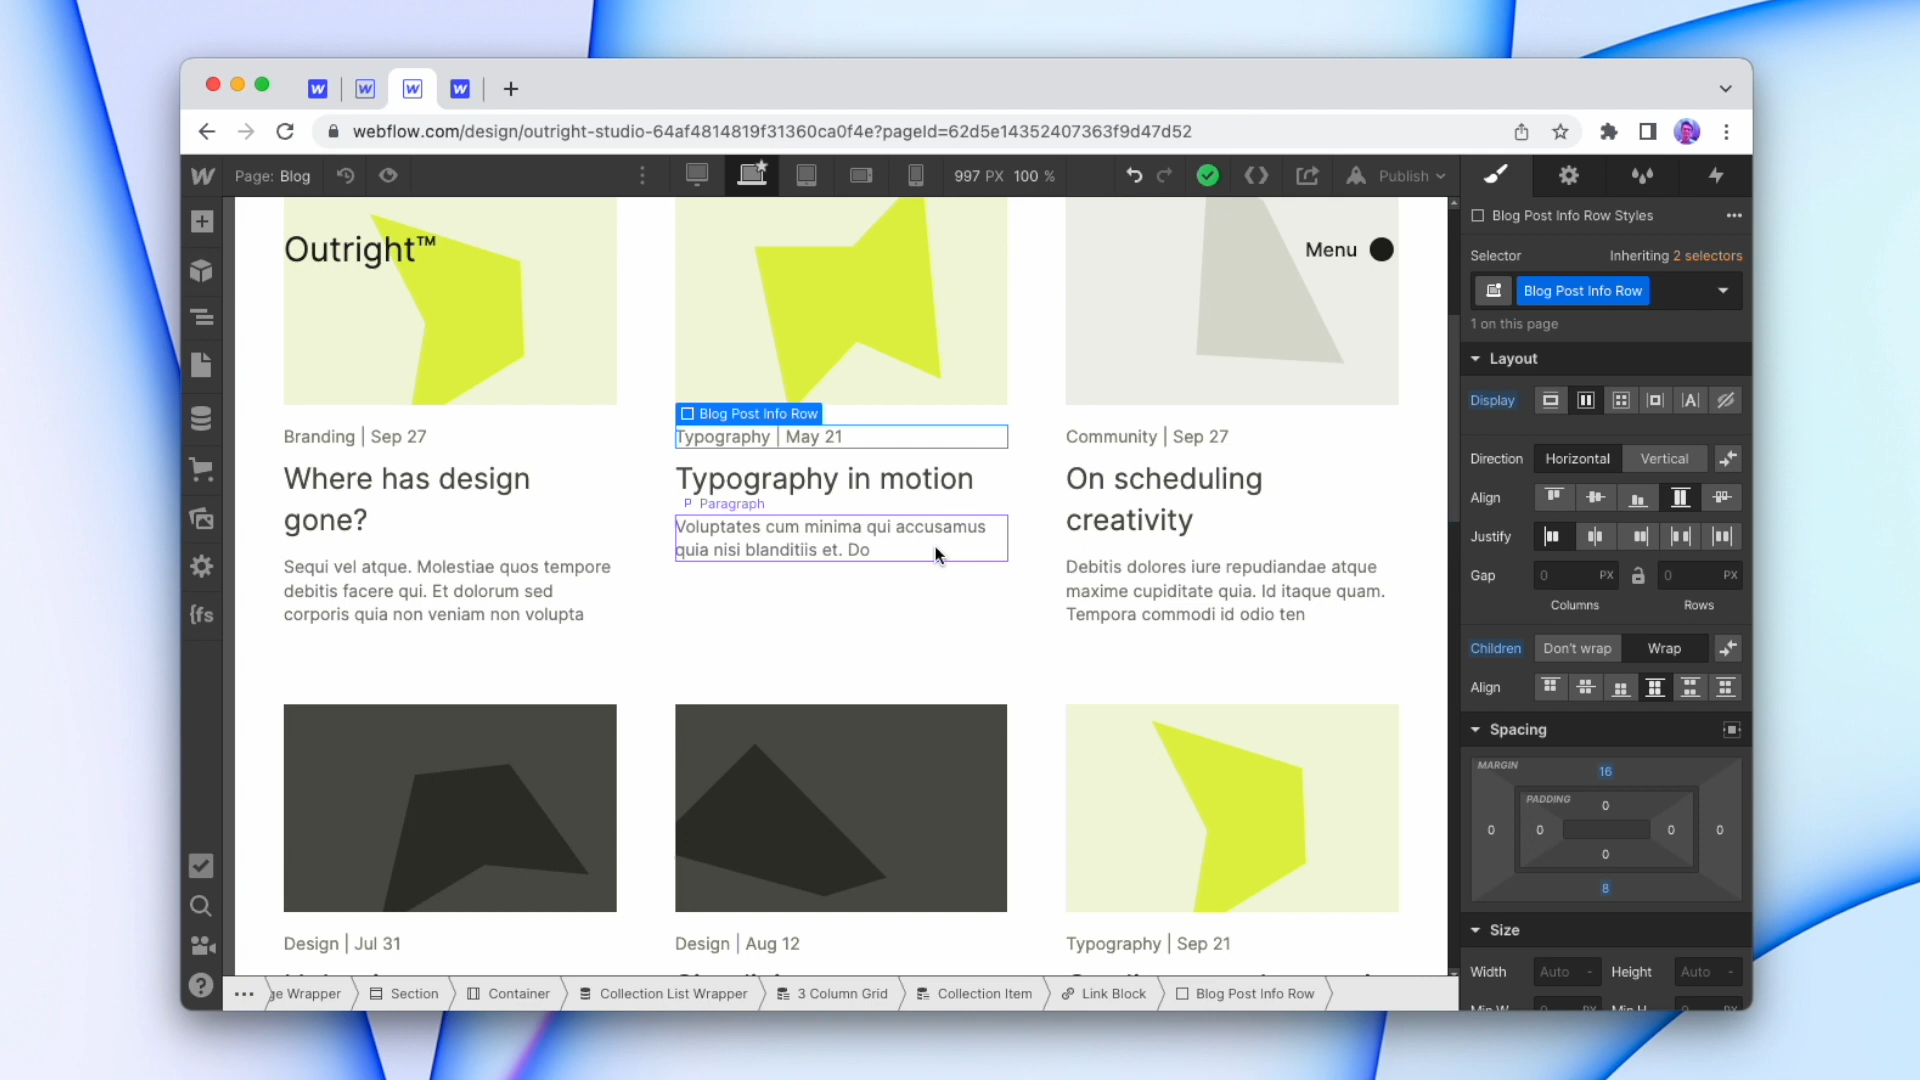 webflow.com/design/outright-studio-64af4814819f31360ca0f4e?pageId=62d5e14352407363f9d47d52
Page: Blog
997 PX 100 %
Publish
Outright™
Menu
Branding | Sep 27
Where has design
gone?
Sequi vel atque. Molestiae quos tempore
debitis facere qui. Et dolorum sed
corporis quia non veniam non volupta
Blog Post Info Row
Typography | May 21
Typography in motion
P Paragraph
Voluptates cum minima qui accusamus
quia nisi blanditiis et. Do
Community | Sep 27
On scheduling
creativity
Debitis dolores iure repudiandae atque
maxime cupiditate quia. Id itaque quam.
Tempora commodi id odio ten
Design | Jul 31
Design | Aug 12
Typography | Sep 21
ge Wrapper
Section
Container
Collection List Wrapper
3 Column Grid
Collection Item
Link Block
Blog Post Info Row
Blog Post Info Row Styles
Selector
Inheriting 2 selectors
Blog Post Info Row
1 on this page
Layout
Display
Direction
Horizontal
Vertical
Align
Justify
Gap
0 PX
0 PX
Columns
Rows
Children
Don't wrap
Wrap
Align
Spacing
MARGIN
16
PADDING
0
0
0
0
0
0
8
Size
Width
Auto -
Height
Auto -
{fs